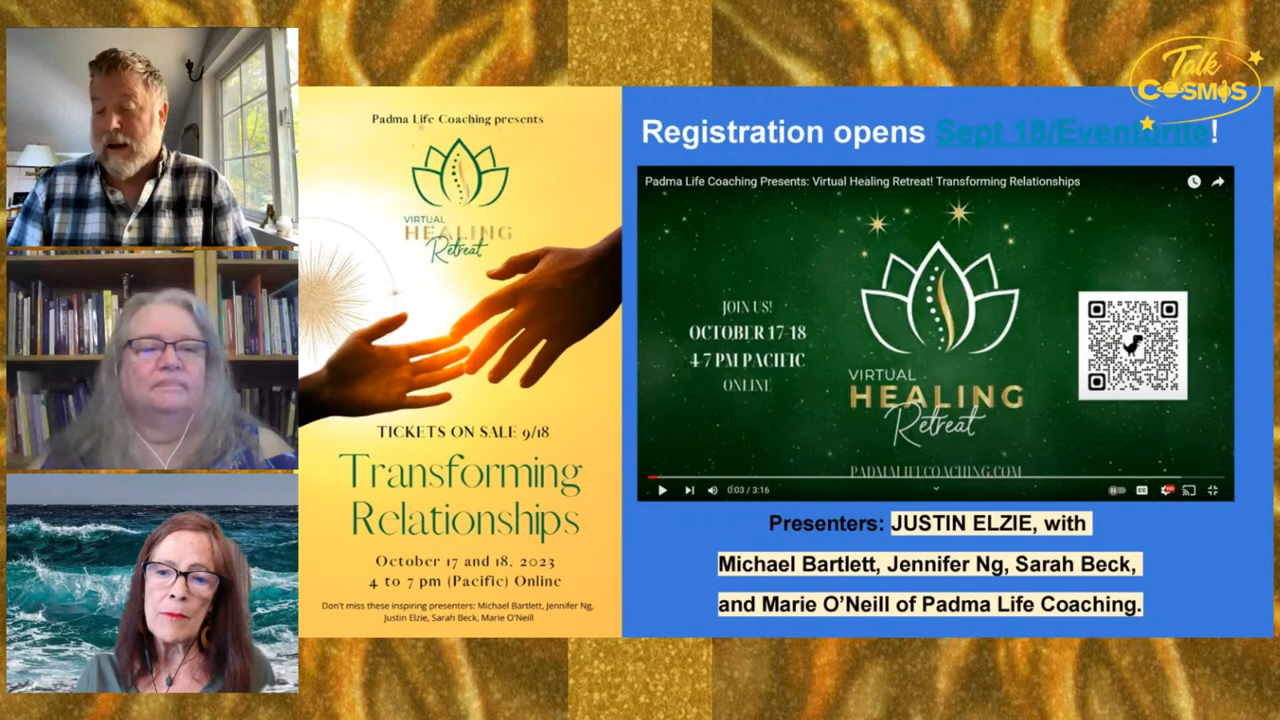 Talk
COSMOS
Padma Life Coaching presents
VIRTUAL
HEALING
Retreat
TICKETS ON SALE 9/18
Transforming
Relationships
October 17 and 18, 2023
4 to 7 pm (Pacific) Online
Don't miss these inspiring presenters: Michael Bartlett, Jennifer Ng,
Justin Elzie, Sarah Beck, Marie O'Neill
Registration opens Sept 18/Eventbrite!
Padma Life Coaching Presents: Virtual Healing Retreat! Transforming Relationships
JOIN US!
OCTOBER 17-18
4-7 PM PACIFIC
ONLINE
VIRTUAL
HEALING
Retreat
PADMALIFECOACHING.COM
0:03 / 3:16
CC
HD
Presenters: JUSTIN ELZIE, with
Michael Bartlett, Jennifer Ng, Sarah Beck,
and Marie O'Neill of Padma Life Coaching.